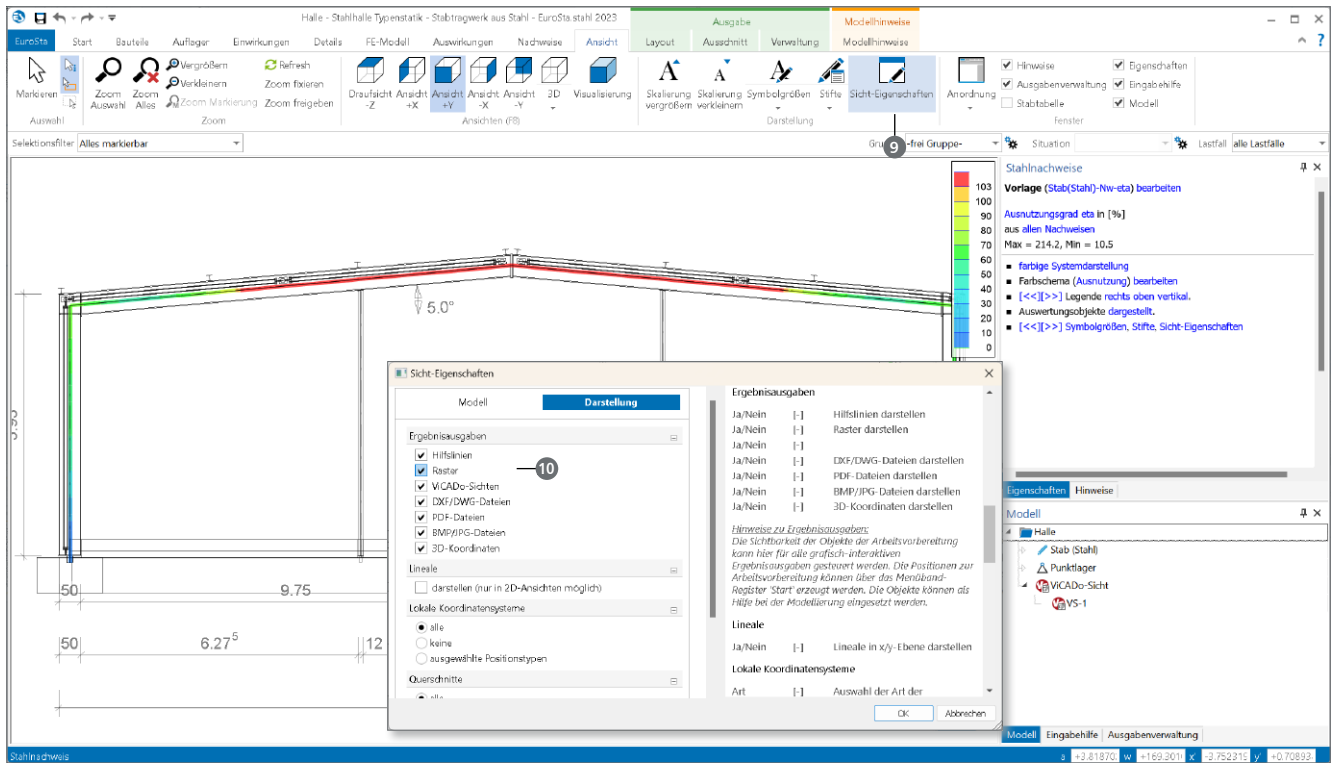 Halle - Stahlhalle Typenstatik - Stabtragwerk aus Stahl - EuroSta.stahl 2023
Ausgabe
Modellhinweise
EuroSta Start Bauteile Auflager Einwirkungen Details FE-Modell Auswirkungen Nachweise Ansicht Layout Ausschnitt Verwaltung Modellhinweise
Markieren
Auswahl
Zoom Auswahl
Zoom Alles
Vergrößern
Verkleinern
Zoom Markierung
Refresh
Zoom fixieren
Zoom freigeben
Zoom
Draufsicht -Z
Ansicht +X
Ansicht +Y
Ansicht -X
Ansicht -Y
3D
Visualisierung
Ansichten (F8)
Skalierung vergrößern
Skalierung verkleinern
Symbolgrößen
Stifte
Sicht-Eigenschaften
Darstellung
Anordnung
Hinweise
Ausgabenverwaltung
Stabtabelle
Eigenschaften
Eingabehilfe
Modell
Fenster
9
Selektionsfilter Alles markierbar
-frei Gruppe-
Situation
Lastfall alle Lastfälle
103
100
90
80
70
60
50
40
30
20
10
0
5.0°
50
9.75
50
6.27⁵
12
Stahlnachweise
Vorlage (Stab(Stahl)-Nw-eta) bearbeiten
Ausnutzungsgrad eta in [%]
aus allen Nachweisen
Max = 214.2, Min = 10.5
farbige Systemdarstellung
Farbschema (Ausnutzung) bearbeiten
[<<][>>] Legende rechts oben vertikal.
Auswertungsobjekte dargestellt.
[<<][>>] Symbolgrößen, Stifte, Sicht-Eigenschaften
Eigenschaften Hinweise
Modell
Halle
Stab (Stahl)
Punktlager
ViCADo-Sicht
VS-1
Modell Eingabehilfe Ausgabenverwaltung
Sicht-Eigenschaften
Modell Darstellung
Ergebnisausgaben
Hilfslinien
Raster
10
ViCADo-Sichten
DXF/DWG-Dateien
PDF-Dateien
BMP/JPG-Dateien
3D-Koordinaten
Lineale
darstellen (nur in 2D-Ansichten möglich)
Lokale Koordinatensysteme
alle
keine
ausgewählte Positionstypen
Querschnitte
alle
Ergebnisausgaben
Ja/Nein [-] Hilfslinien darstellen
Ja/Nein [-] Raster darstellen
Ja/Nein [-]
Ja/Nein [-] DXF/DWG-Dateien darstellen
Ja/Nein [-] PDF-Dateien darstellen
Ja/Nein [-] BMP/JPG-Dateien darstellen
Ja/Nein [-] 3D-Koordinaten darstellen
Hinweise zu Ergebnisausgaben:
Die Sichtbarkeit der Objekte der Arbeitsvorbereitung
kann hier für alle grafisch-interaktiven
Ergebnisausgaben gesteuert werden. Die Positionen zur
Arbeitsvorbereitung können über das Menüband-
Register 'Start' erzeugt werden. Die Objekte können als
Hilfe bei der Modellierung eingesetzt werden.
Lineale
Ja/Nein [-] Lineale in x/y-Ebene darstellen
Lokale Koordinatensysteme
Art [-] Auswahl der Art der
OK Abbrechen
Stahlnachweis
a +3.81870 w +169.301 x -3.752319 y +0.70893